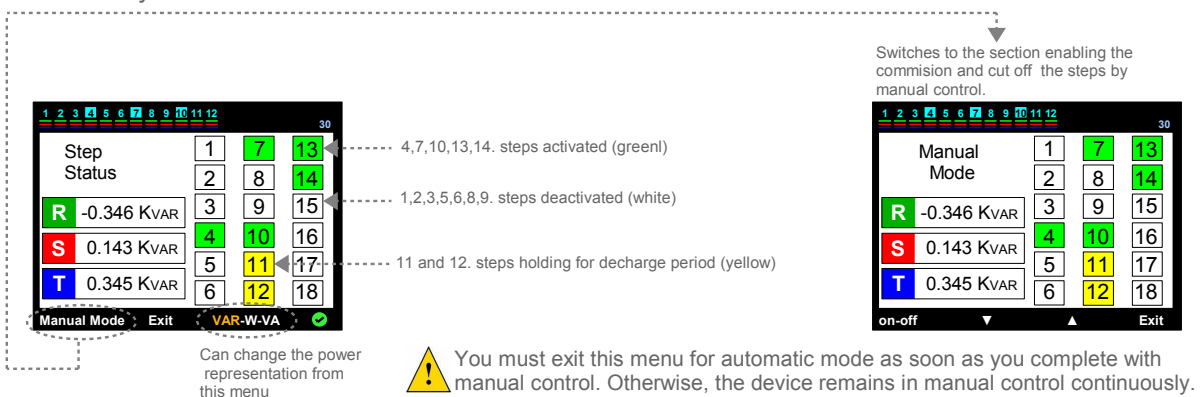 Switches to the section enabling the
commision and cut off the steps by
manual control.
1 2 3 4 5 6 7 8 9 10 11 12
30
Step
Status
1 7 13
2 8 14
3 9 15
4 10 16
5 11 17
6 12 18
R -0.346 KVAR
S 0.143 KVAR
T 0.345 KVAR
Manual Mode Exit VAR-W-VA
4,7,10,13,14. steps activated (greenl)
1,2,3,5,6,8,9. steps deactivated (white)
11 and 12. steps holding for decharge period (yellow)
1 2 3 4 5 6 7 8 9 10 11 12
30
Manual
Mode
1 7 13
2 8 14
3 9 15
4 10 16
5 11 17
6 12 18
R -0.346 KVAR
S 0.143 KVAR
T 0.345 KVAR
on-off ▼ ▲ Exit
Can change the power
representation from
this menu
You must exit this menu for automatic mode as soon as you complete with
manual control. Otherwise, the device remains in manual control continuously.